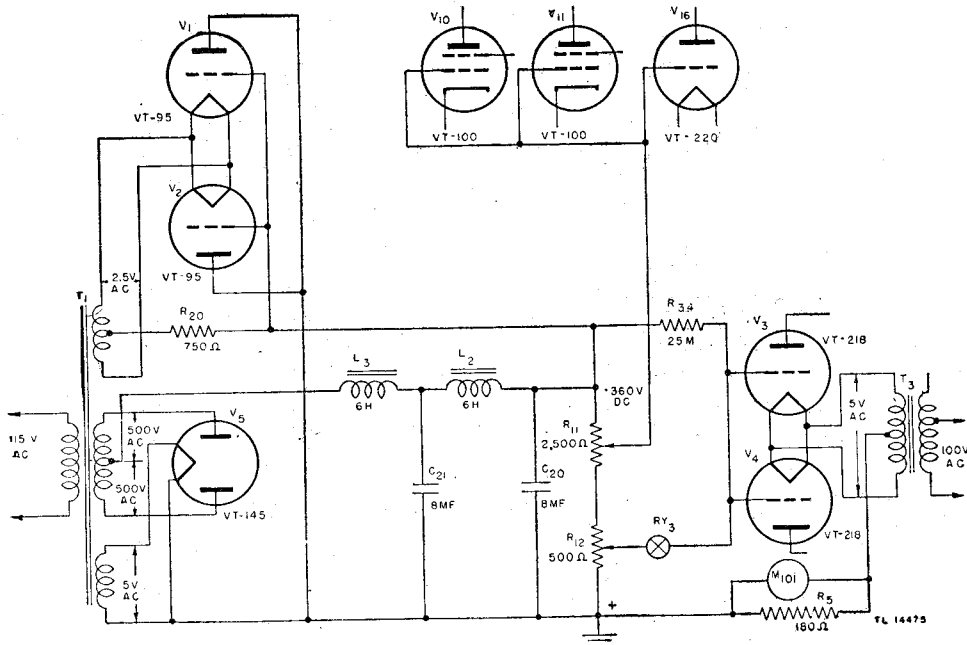 V1
V10
V11
V16
VT-95
VT-100
VT-100
VT-220
V2
VT-95
2.5V
AC
T1
R20
750Ω
R34
25M
V3
VT-218
L3
6H
L2
6H
-360V
DC
T3
5V
AC
V5
115 V
AC
500V
AC
500V
AC
R11
2,500Ω
V4
100V
AC
C21
8MF
C20
8MF
VT-145
RY3
R12
500Ω
VT-218
5V
AC
M101
+
R5
180Ω
TL 14475